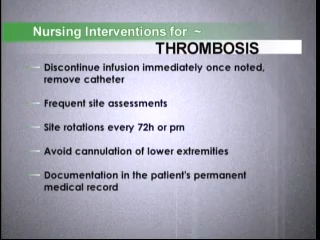 Nursing Interventions for ~
THROMBOSIS
Discontinue infusion immediately once noted,
remove catheter
Frequent site assessments
Site rotations every 72h or prn
Avoid cannulation of lower extremities
Documentation in the patient's permanent
medical record